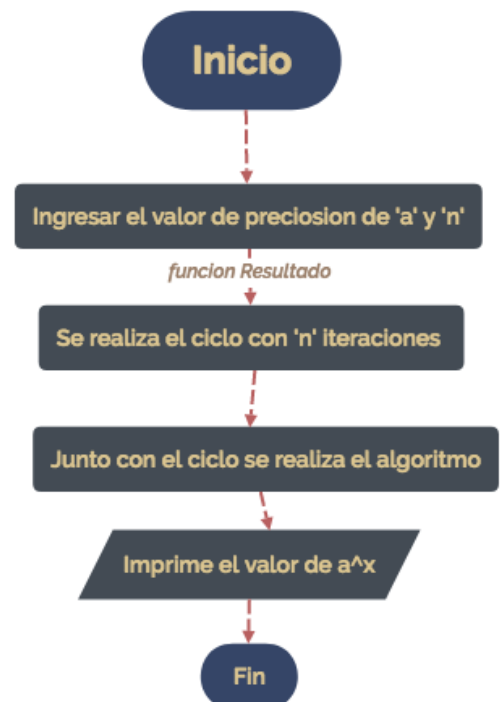 Inicio
Ingresar el valor de preciosion de 'a' y 'n'
funcion Resultado
Se realiza el ciclo con 'n' iteraciones
Junto con el ciclo se realiza el algoritmo
Imprime el valor de a^x
Fin